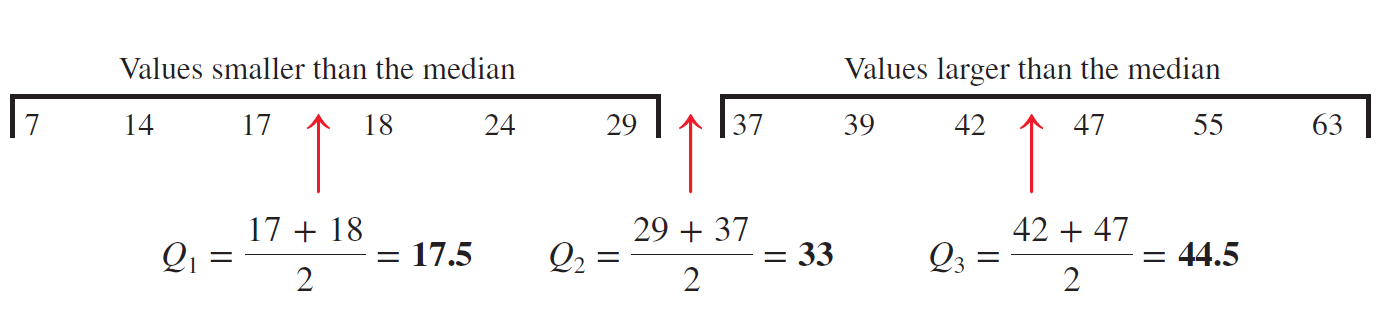 Values smaller than the median Values larger than the median
7 14 17 18 24 29 37 39 42 47 55 63
Q₁ = (17 + 18)/2 = 17.5 Q₂ = (29 + 37)/2 = 33 Q₃ = (42 + 47)/2 = 44.5